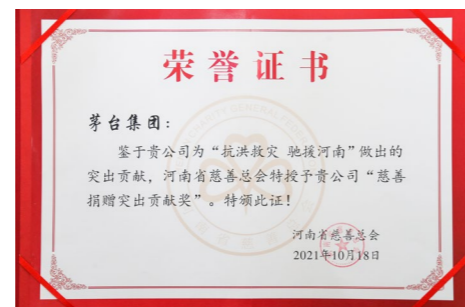 荣誉证书
茅台集团：
鉴于贵公司为“抗洪救灾 驰援河南”做出的
突出贡献，河南省慈善总会特授予贵公司“慈善
捐赠突出贡献奖”。特颁此证！
河南省慈善总会
2021年10月18日